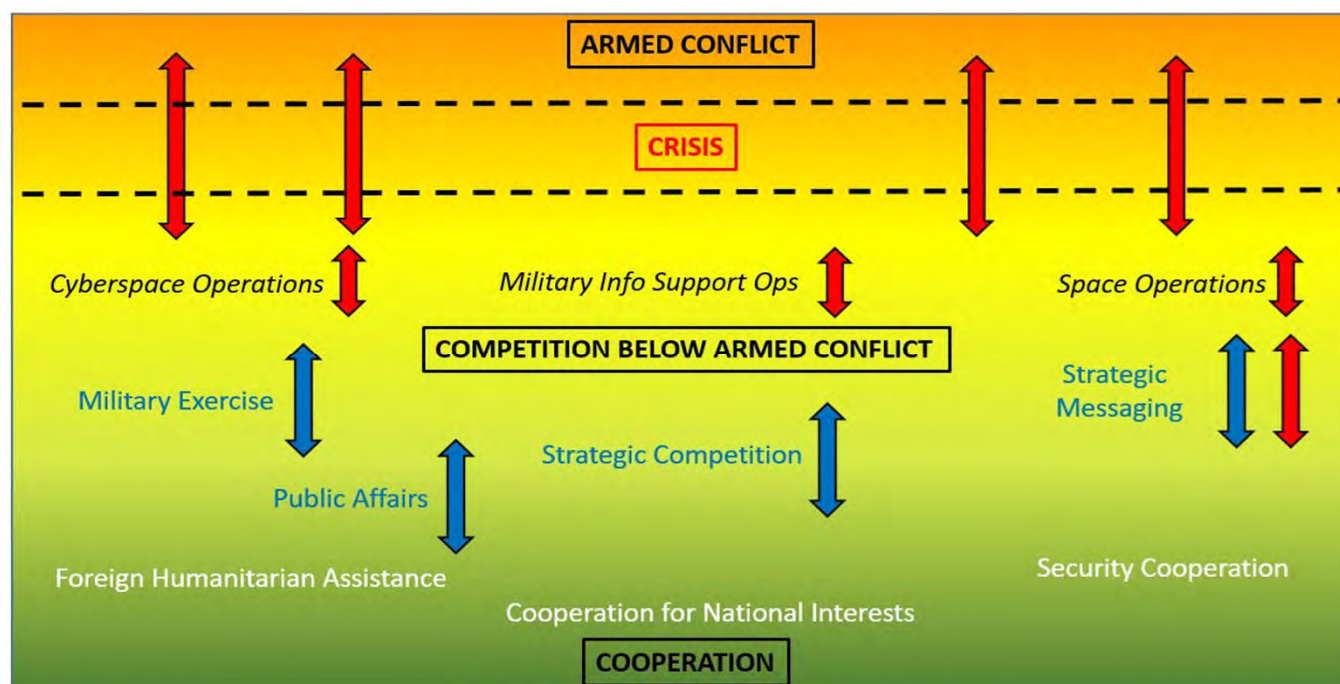 ARMED CONFLICT
CRISIS
Cyberspace Operations
Military Info Support Ops
Space Operations
COMPETITION BELOW ARMED CONFLICT
Military Exercise
Strategic
Messaging
Strategic Competition
Public Affairs
Foreign Humanitarian Assistance
Security Cooperation
Cooperation for National Interests
COOPERATION